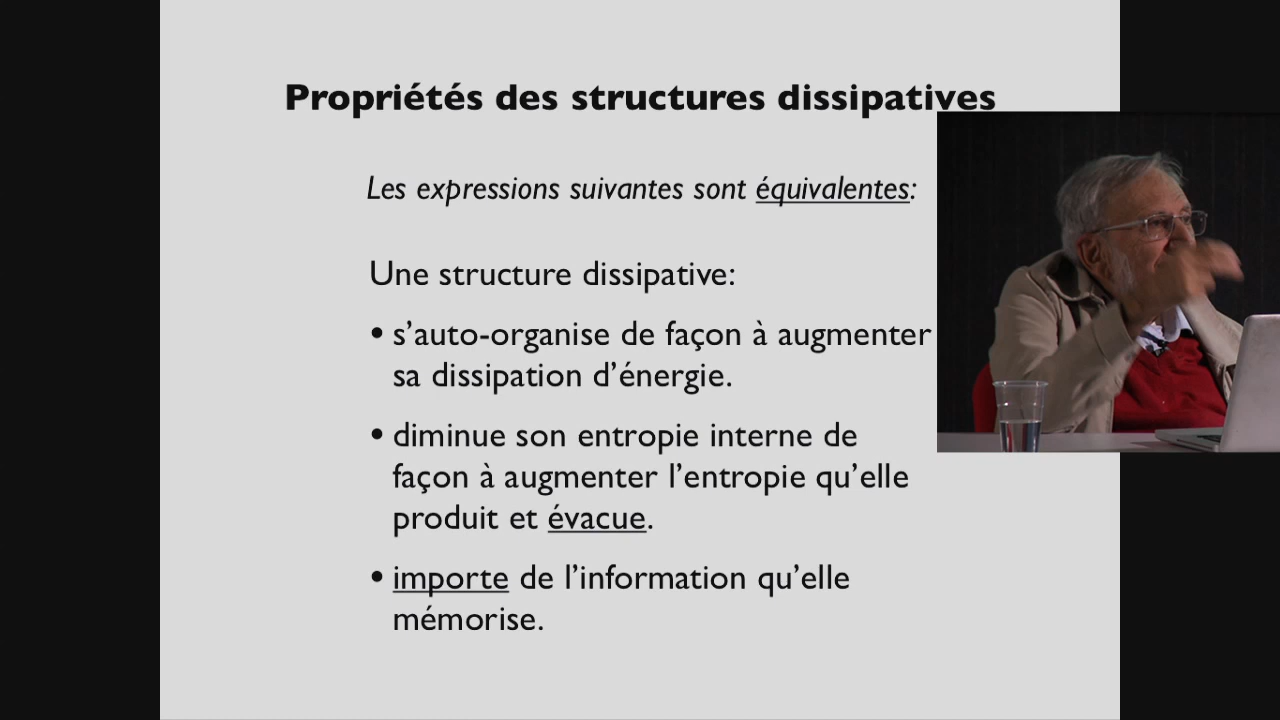 Propriétés des structures dissipatives
Les expressions suivantes sont équivalentes:
Une structure dissipative:
• s’auto-organise de façon à augmenter
sa dissipation d’énergie.
• diminue son entropie interne de
façon à augmenter l’entropie qu’elle
produit et évacue.
• importe de l’information qu’elle
mémorise.